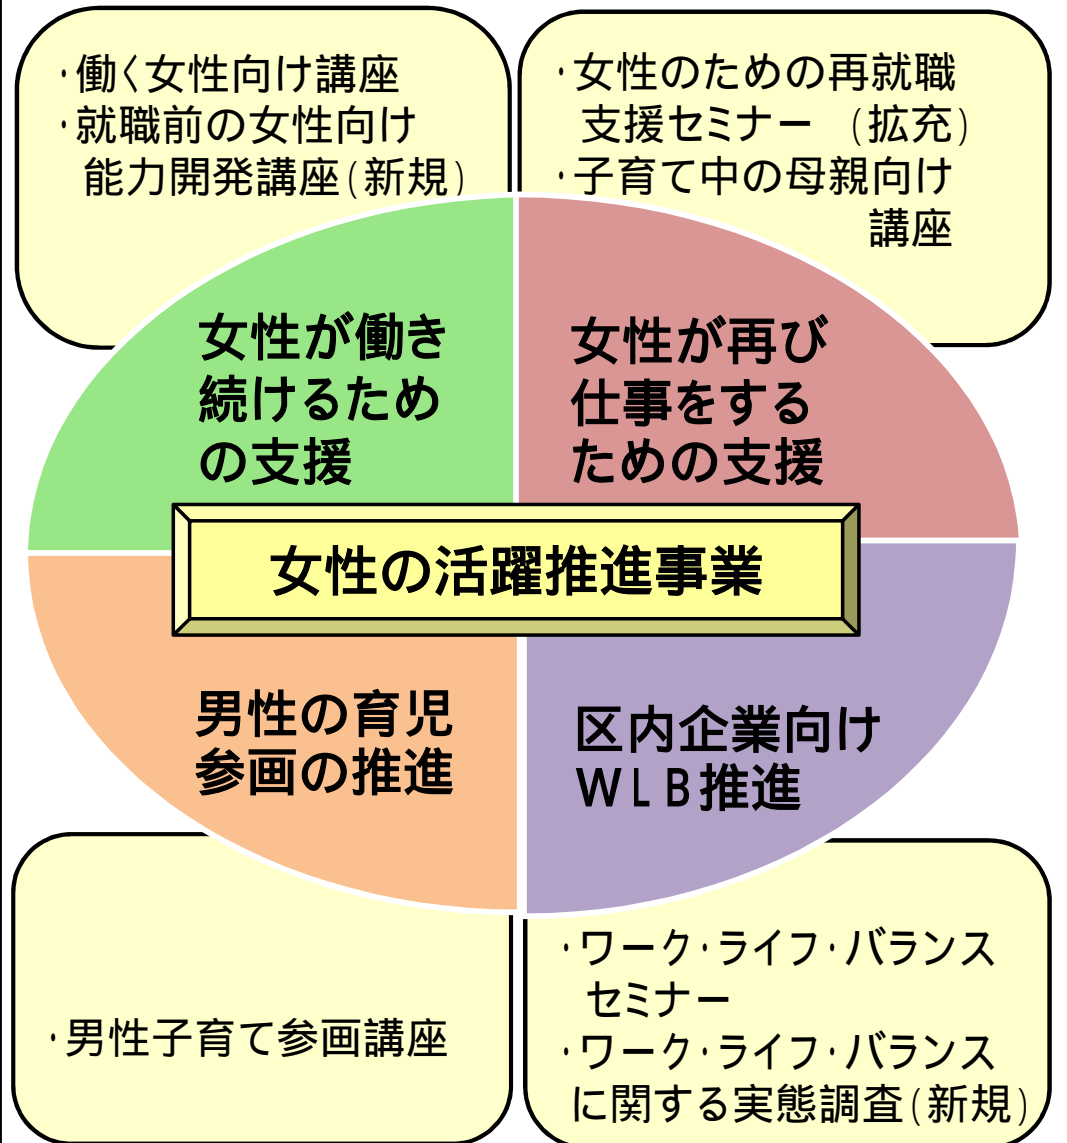 ・働く女性向け講座
・就職前の女性向け
能力開発講座(新規)
・女性のための再就職
支援セミナー (拡充)
・子育て中の母親向け
講座
女性が働き
続けるため
の支援
女性が再び
仕事をする
ための支援
女性の活躍推進事業
男性の育児
参画の推進
区内企業向け
WLB推進
・男性子育て参画講座
・ワーク・ライフ・バランス
セミナー
・ワーク・ライフ・バランス
に関する実態調査(新規)